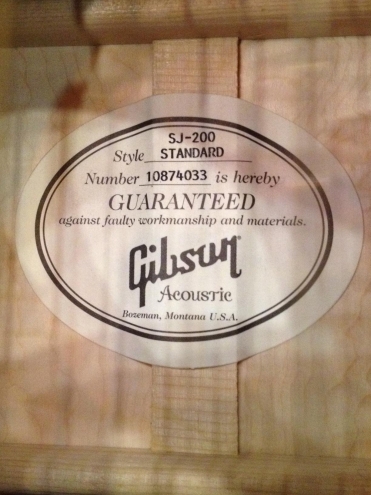 SJ-200
Style STANDARD
Number 10874033 is hereby
GUARANTEED
against faulty workmanship and materials.
Gibson
Acoustic
Bozeman, Montana U.S.A.